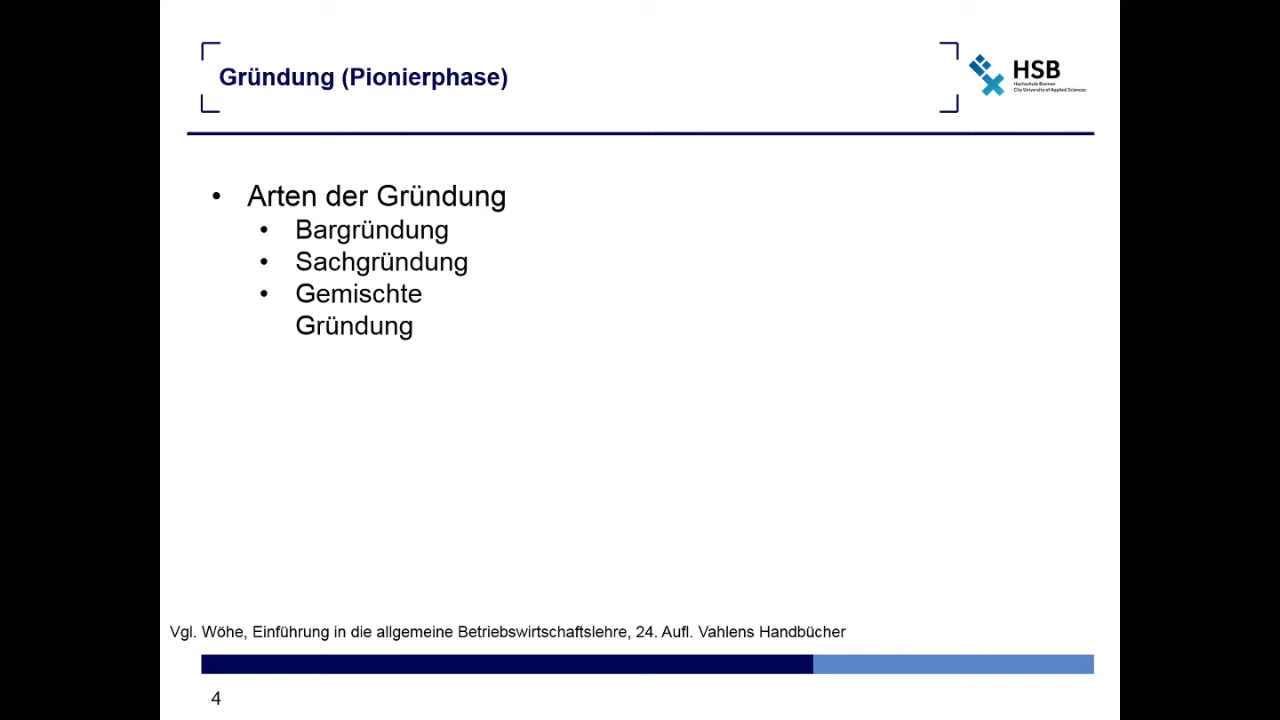 Gründung (Pionierphase)
HSB
Hochschule Bremen
City University of Applied Sciences
• Arten der Gründung
• Bargründung
• Sachgründung
• Gemischte
Gründung
Vgl. Wöhe, Einführung in die allgemeine Betriebswirtschaftslehre, 24. Aufl. Vahlens Handbücher
4